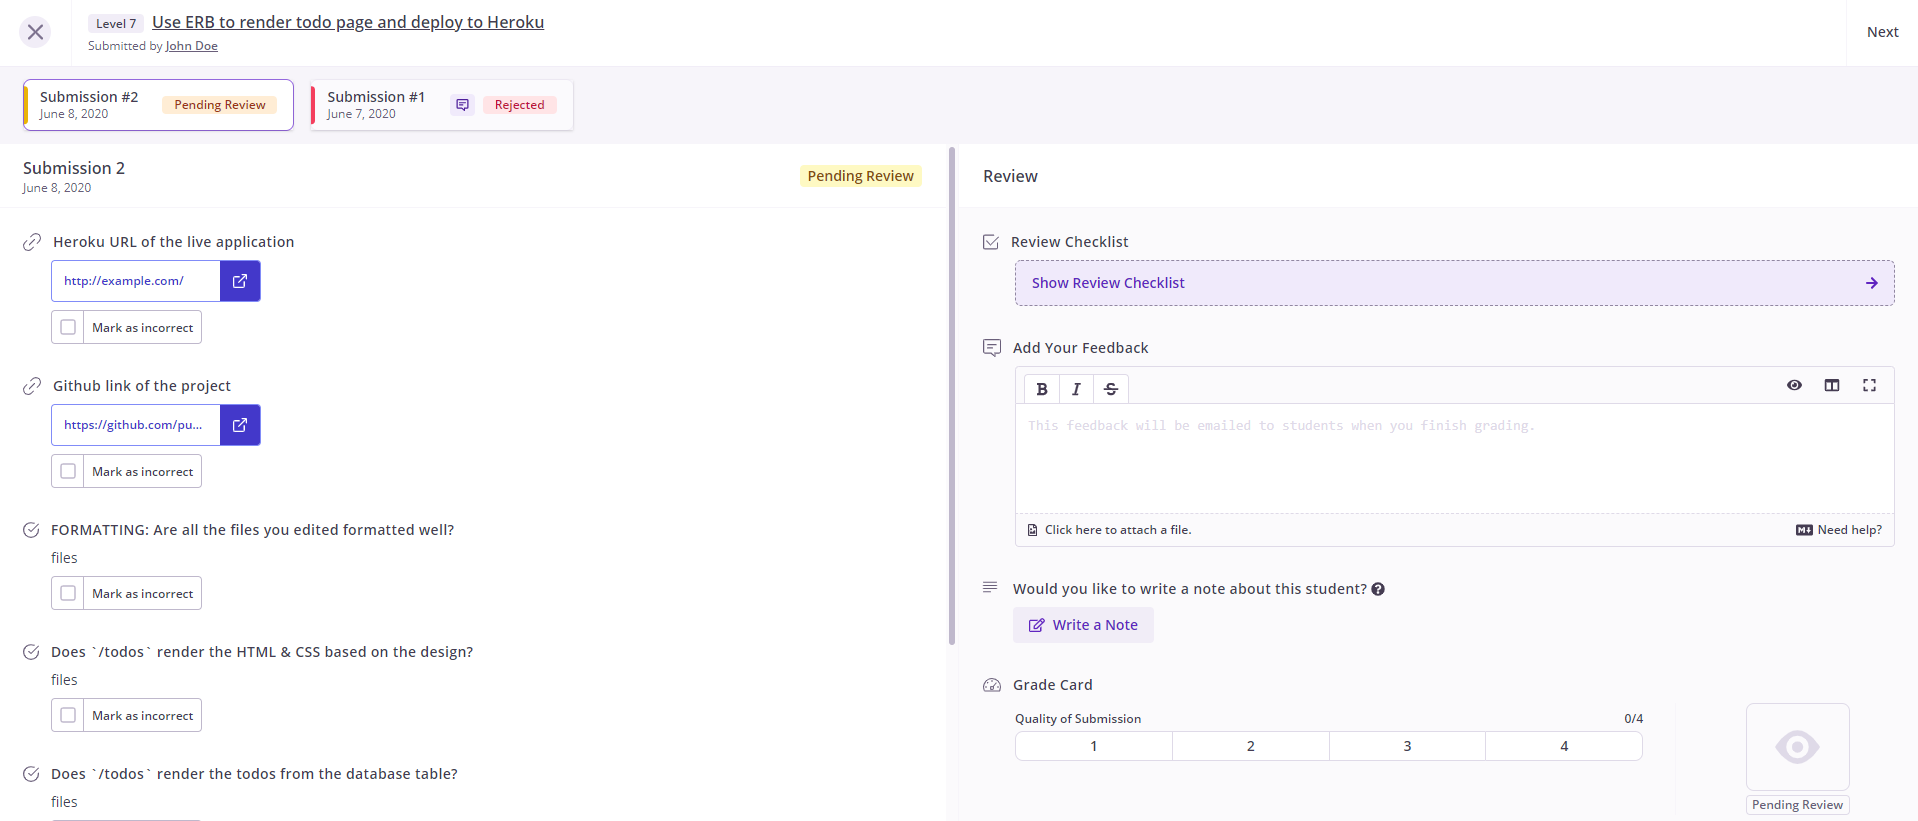 Level 7 Use ERB to render todo page and deploy to Heroku
Submitted by John Doe
Next
Submission #2
June 8, 2020
Pending Review
Submission #1
June 7, 2020
Rejected
Submission 2
June 8, 2020
Pending Review
Heroku URL of the live application
http://example.com/
Mark as incorrect
Github link of the project
https://github.com/pu...
Mark as incorrect
FORMATTING: Are all the files you edited formatted well?
files
Mark as incorrect
Does `/todos` render the HTML & CSS based on the design?
files
Mark as incorrect
Does `/todos` render the todos from the database table?
files
Review
Review Checklist
Show Review Checklist
Add Your Feedback
B I S
This feedback will be emailed to students when you finish grading.
Click here to attach a file.
M Need help?
Would you like to write a note about this student?
Write a Note
Grade Card
Quality of Submission 0/4
1 2 3 4
Pending Review